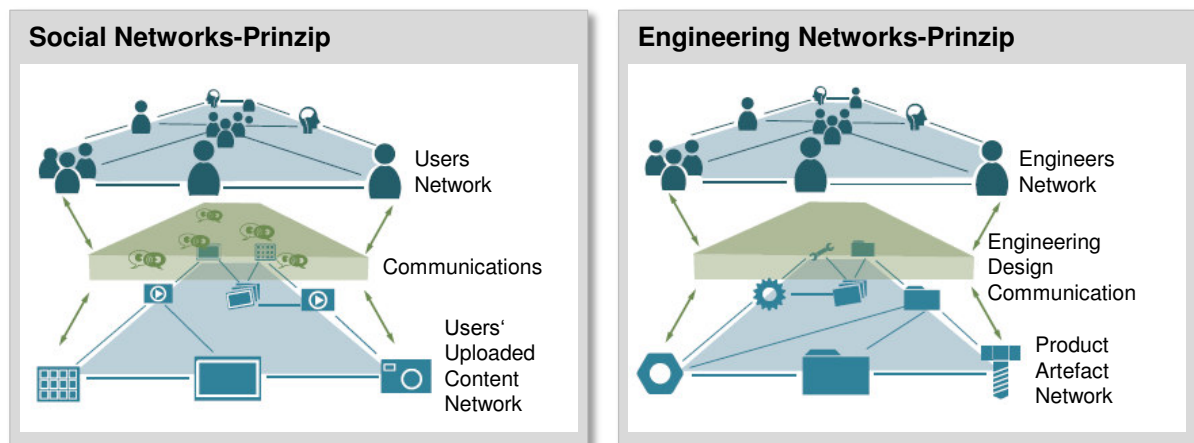 Social Networks-Prinzip
Users
Network
Communications
Users‘
Uploaded
Content
Network
Engineering Networks-Prinzip
Engineers
Network
Engineering
Design
Communication
Product
Artefact
Network